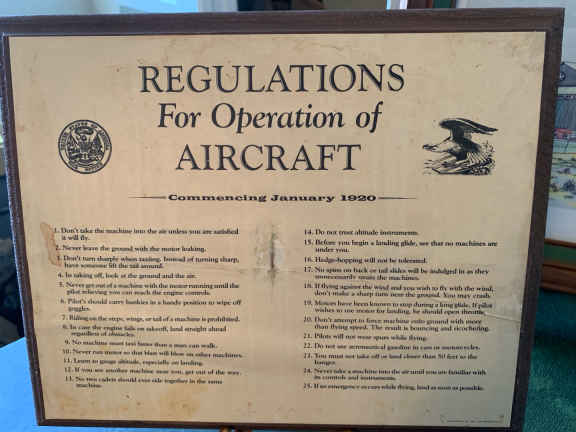 REGULATIONS
For Operation of
AIRCRAFT
Commencing January 1920
1. Don't take the machine into the air unless you are satisfied
it will fly.
2. Never leave the ground with the motor leaking.
3. Don't turn sharply when taxiing. Instead of turning sharp,
have someone lift the tail around.
4. In taking off, look at the ground and the air.
5. Never get out of a machine with the motor running until the
pilot relieving you can reach the engine controls.
6. Pilot's should carry hankies in a handy position to wipe off
goggles.
7. Riding on the steps, wings, or tail of a machine is prohibited.
8. In case the engine fails on takeoff, land straight ahead
regardless of obstacles.
9. No machine must taxi faster than a man can walk.
10. Never run motor so that blast will blow on other machines.
11. Learn to gauge altitude, especially on landing.
12. If you see another machine near you, get out of the way.
13. No two cadets should ever ride together in the same
machine.
14. Do not trust altitude instruments.
15. Before you begin a landing glide, see that no machines are
under you.
16. Hedge-hopping will not be tolerated.
17. No spins on back or tail slides will be indulged in as they
unnecessarily strain the machines.
18. If flying against the wind and you wish to fly with the wind,
don't make a sharp turn near the ground. You may crash.
19. Motors have been known to stop during a long glide. If pilot
wishes to use motor for landing, he should open throttle.
20. Don't attempt to force machine onto ground with more
than flying speed. The result is bouncing and ricocheting.
21. Pilots will not wear spurs while flying.
22. Do not use aeronautical gasoline in cars or motorcycles.
23. You must not take off or land closer than 50 feet to the
hangar.
24. Never take a machine into the air until you are familiar with
its controls and instruments.
25. If an emergency occurs while flying, land as soon as possible.